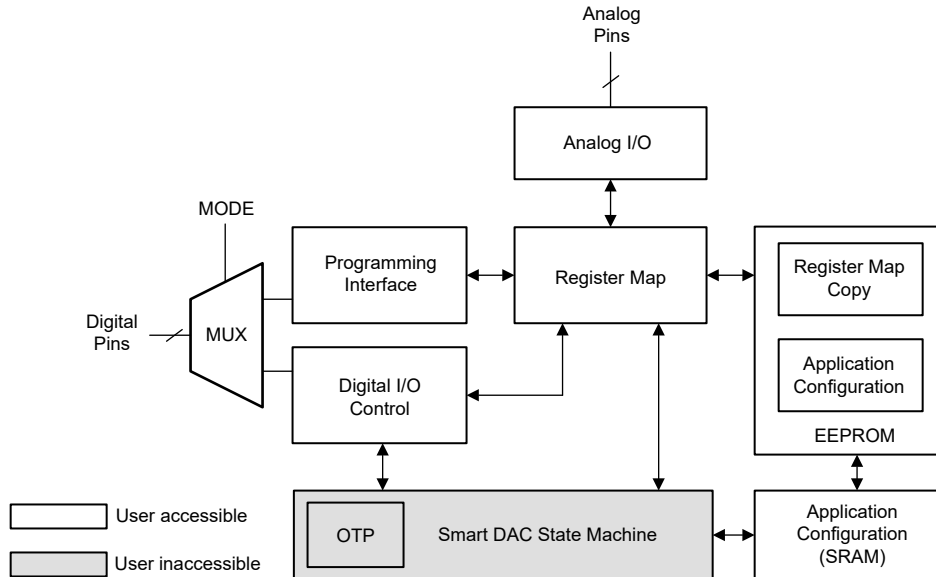 Analog
Pins
Analog I/O
MODE
Programming
Interface
Register Map
Register Map
Copy
Digital
Pins
MUX
Digital I/O
Control
Application
Configuration
EEPROM
User accessible
User inaccessible
OTP
Smart DAC State Machine
Application
Configuration
(SRAM)